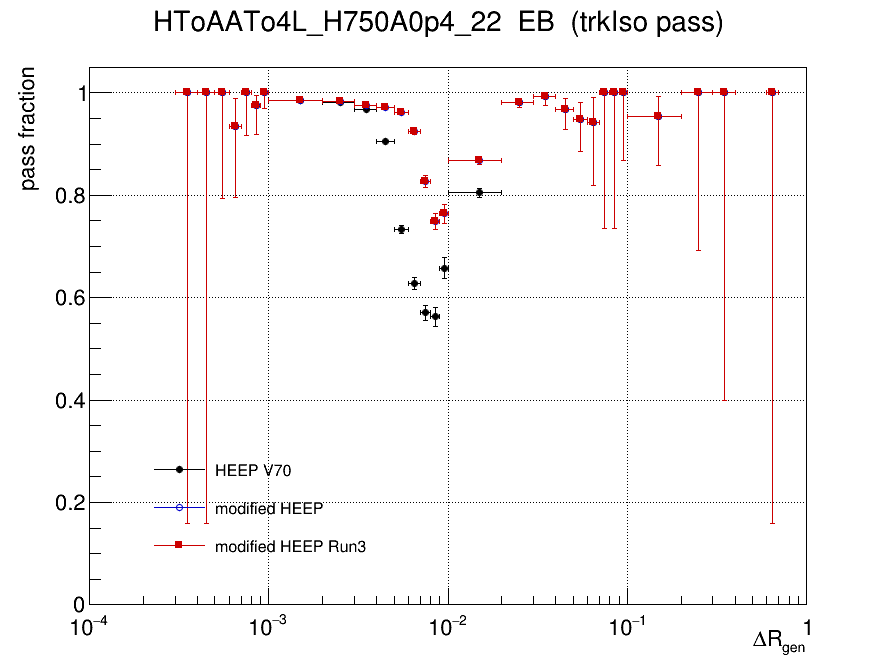 HToAATo4L_H750A0p4_22 EB (trkIso pass)
pass fraction
1
0.8
0.6
0.4
0.2
0
HEEP V70
modified HEEP
modified HEEP Run3
10⁻⁴ 10⁻³ 10⁻² 10⁻¹ 1
ΔR_gen